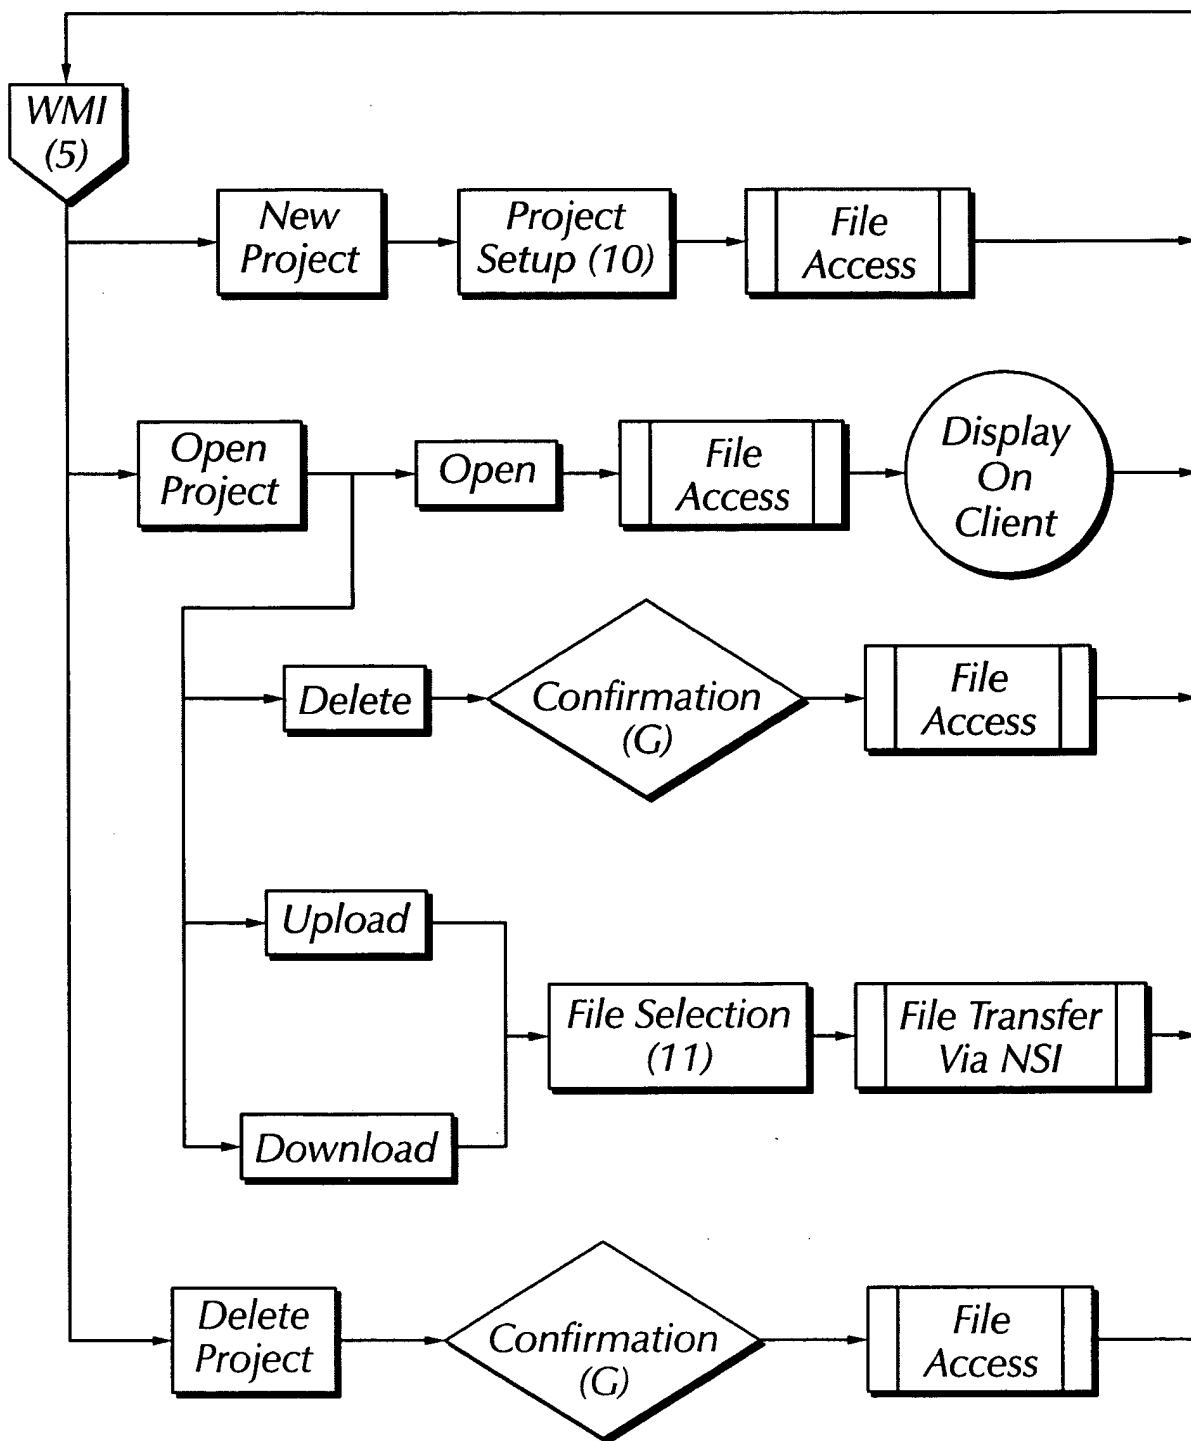 WMI
(5)
New
Project
Project
Setup (10)
File
Access
Open
Project
Open
File
Access
Display
On
Client
Delete
Confirmation
(G)
File
Access
Upload
File Selection
(11)
File Transfer
Via NSI
Download
Delete
Project
Confirmation
(G)
File
Access